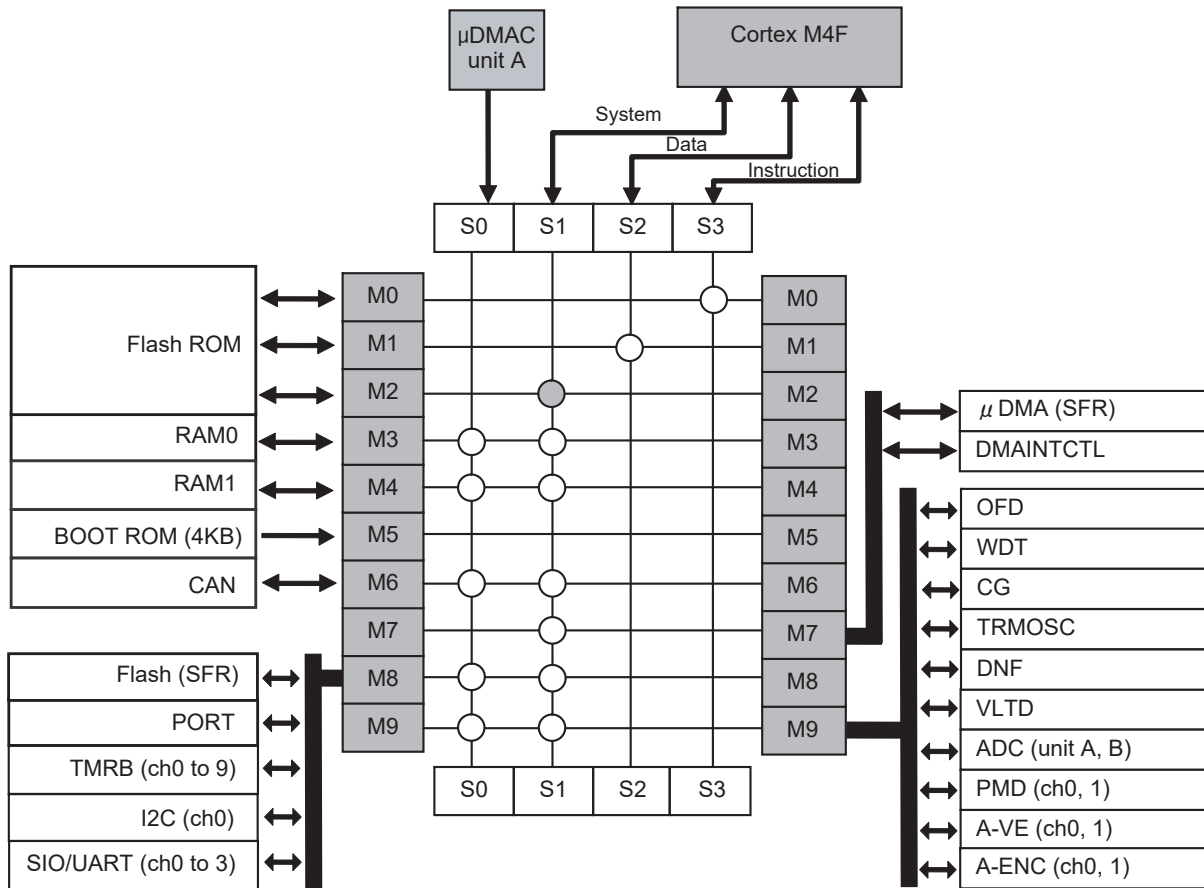 μDMAC
unit A
Cortex M4F
System
Data
Instruction
S0 S1 S2 S3
Flash ROM
RAM0
RAM1
BOOT ROM (4KB)
CAN
Flash (SFR)
PORT
TMRB (ch0 to 9)
I2C (ch0)
SIO/UART (ch0 to 3)
M0
M1
M2
M3
M4
M5
M6
M7
M8
M9
M0
M1
M2
M3
M4
M5
M6
M7
M8
M9
S0 S1 S2 S3
μ DMA (SFR)
DMAINTCTL
OFD
WDT
CG
TRMOSC
DNF
VLTD
ADC (unit A, B)
PMD (ch0, 1)
A-VE (ch0, 1)
A-ENC (ch0, 1)